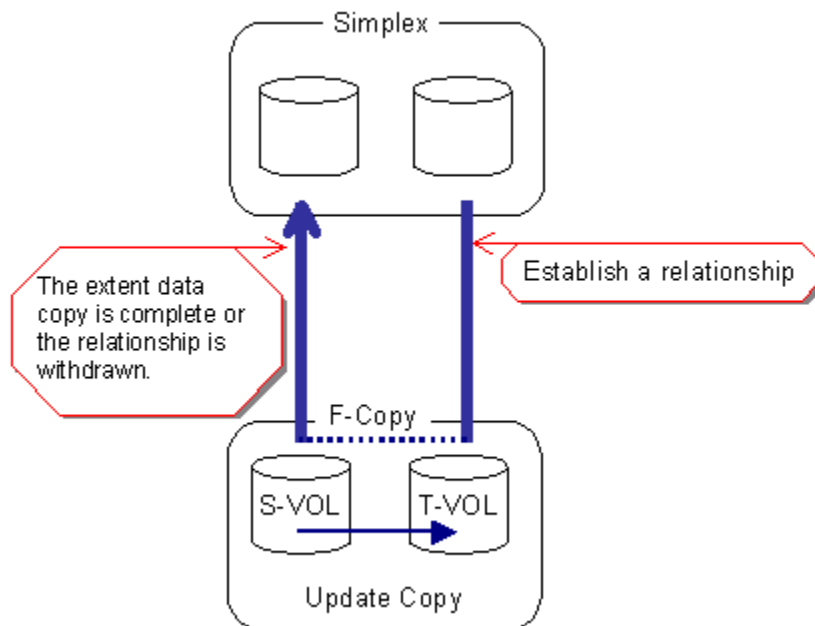 Simplex
The extent data
copy is complete or
the relationship is
withdrawn.
Establish a relationship
F-Copy
S-VOL
T-VOL
Update Copy